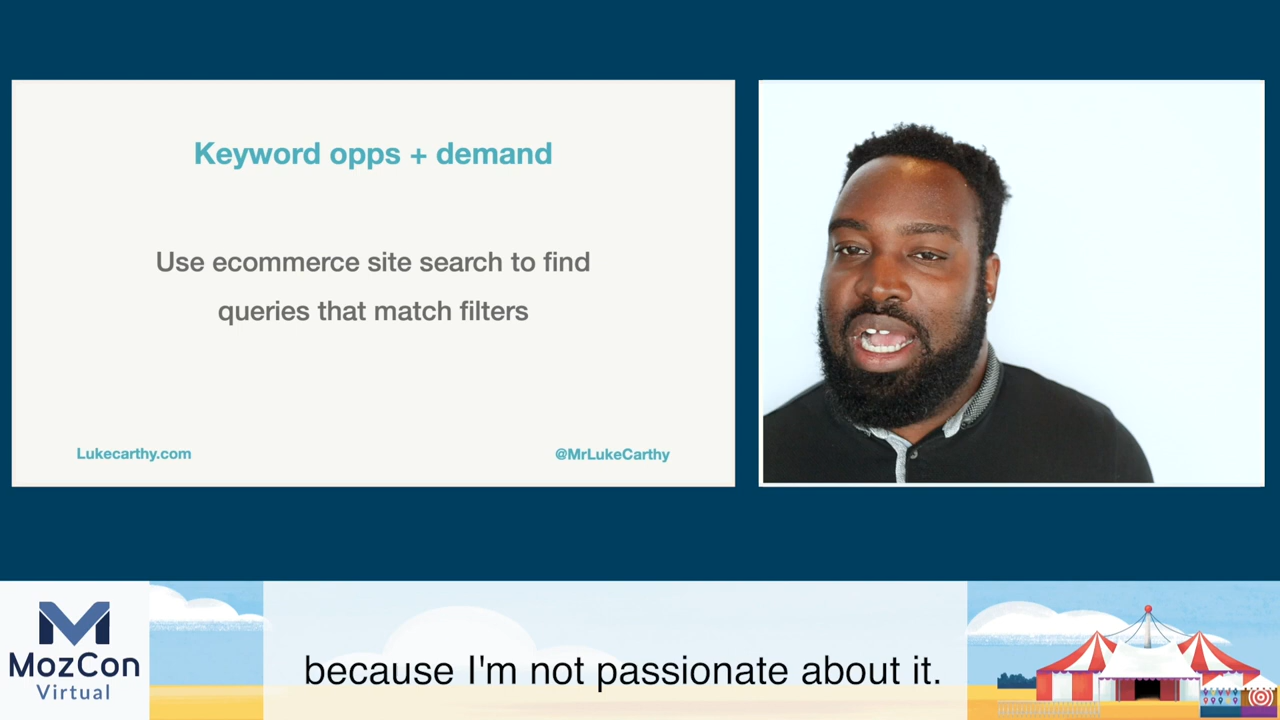 Keyword opps + demand
Use ecommerce site search to find
queries that match filters
Lukecarthy.com
@MrLukeCarthy
MozCon
Virtual
because I'm not passionate about it.